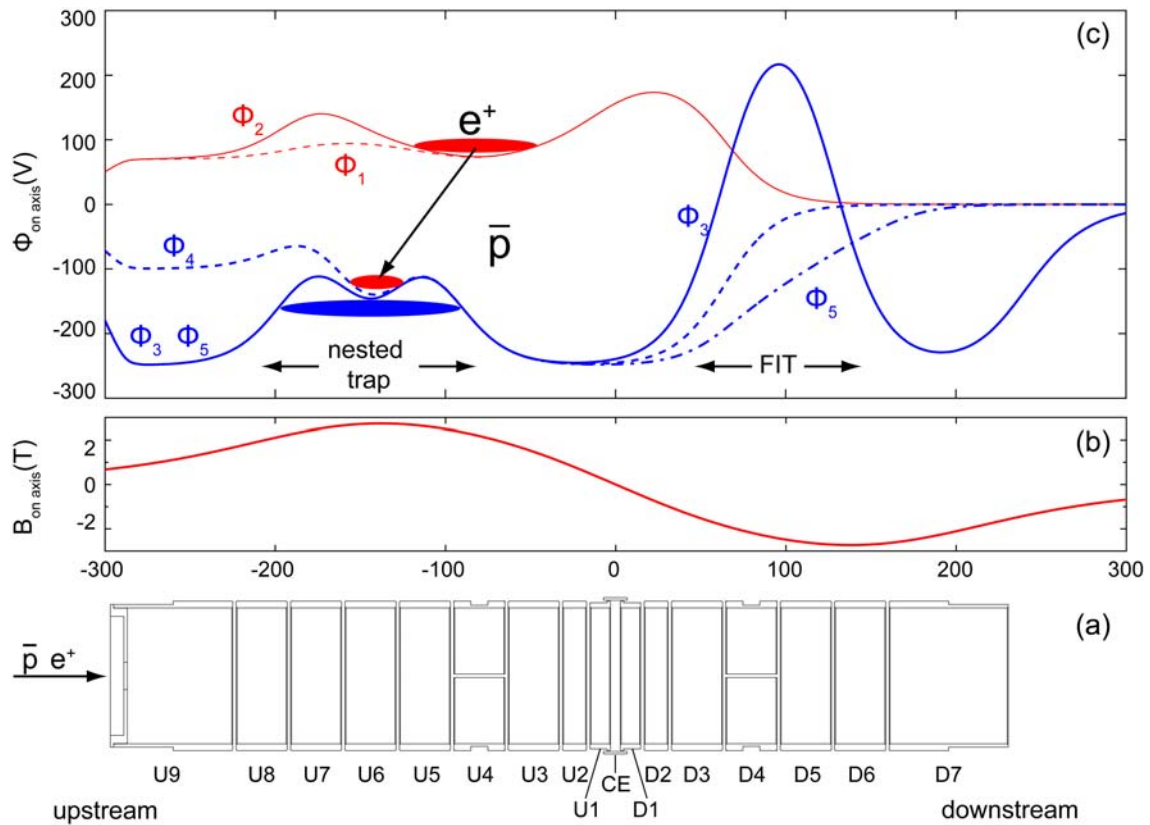 300
200
100
0
-100
-200
-300
Φon axis(V)
(c)
Φ2
Φ1
e+
p̅
Φ4
Φ3
Φ3 Φ5
Φ5
nested
trap
FIT
2
0
-2
Bon axis(T)
(b)
-300 -200 -100 0 100 200 300
(a)
p̅ e+
U9 U8 U7 U6 U5 U4 U3 U2 CE D2 D3 D4 D5 D6 D7
U1 D1
upstream downstream